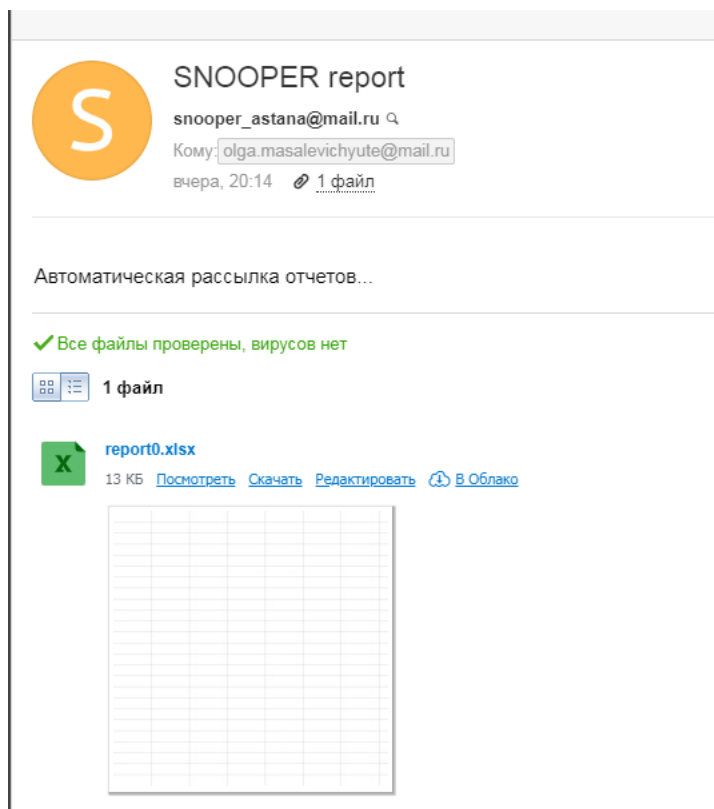 S
SNOOPER report
snooper_astana@mail.ru
Кому: olga.masalevichyute@mail.ru
вчера, 20:14 1 файл
Автоматическая рассылка отчетов...
Все файлы проверены, вирусов нет
1 файл
X
report0.xlsx
13 КБ Посмотреть Скачать Редактировать В Облако